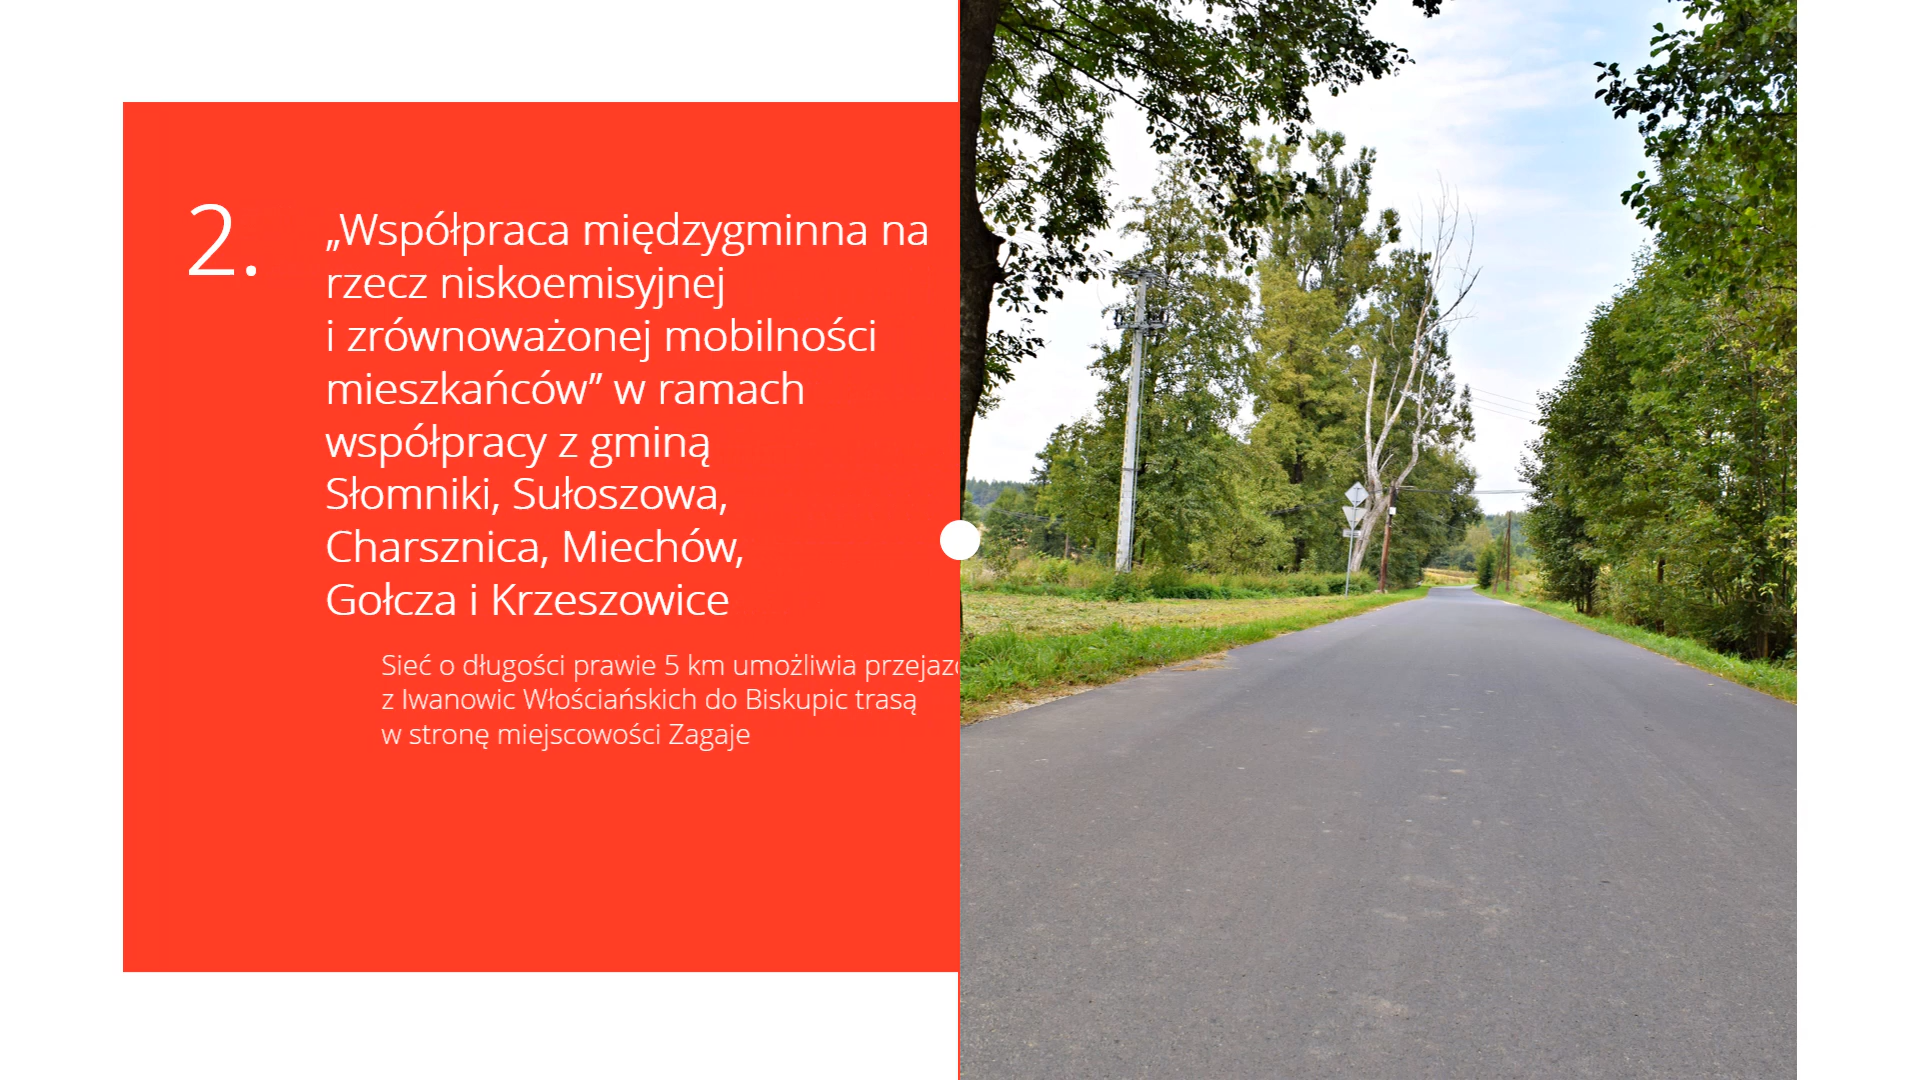 2.
„Współpraca międzygminna na
rzecz niskoemisyjnej
i zrównoważonej mobilności
mieszkańców” w ramach
współpracy z gminą
Słomniki, Sułoszowa,
Charsznica, Miechów,
Gołcza i Krzeszowice
Sieć o długości prawie 5 km umożliwia przejazd
z Iwanowic Włościańskich do Biskupic trasą
w stronę miejscowości Zagaje